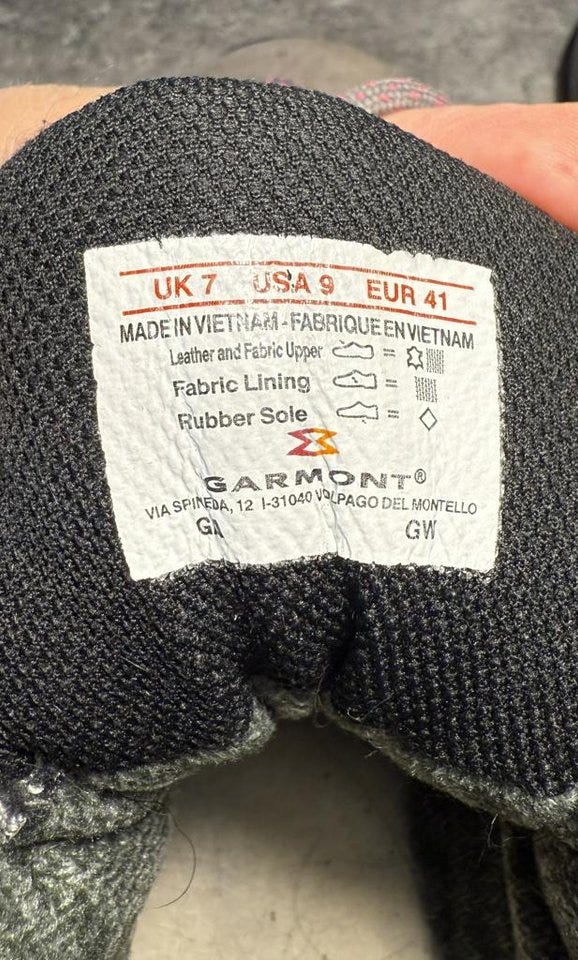 UK 7 USA 9 EUR 41
MADE IN VIETNAM - FABRIQUE EN VIETNAM
Leather and Fabric Upper =
Fabric Lining =
Rubber Sole =
GARMONT®
VIA SPINEDA, 12 I-31040 VOLPAGO DEL MONTELLO
GA GW